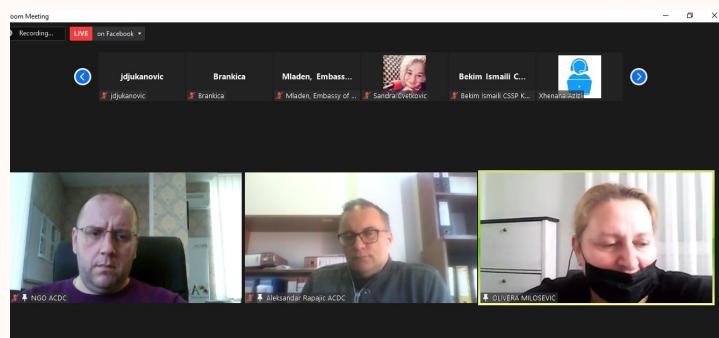 oom Meeting
Recording...
LIVE on Facebook
jdjukanovic
Brankica
Mladen, Embass...
Bekim Ismaili C...
jdjukanovic
Brankica
Mladen, Embassy of ...
Sandra Cvetkovic
Bekim Ismaili CSSP K...
Xhenana Azizi
NGO ACDC
Aleksandar Rapajic ACDC
OLIVERA MILOSEVIC